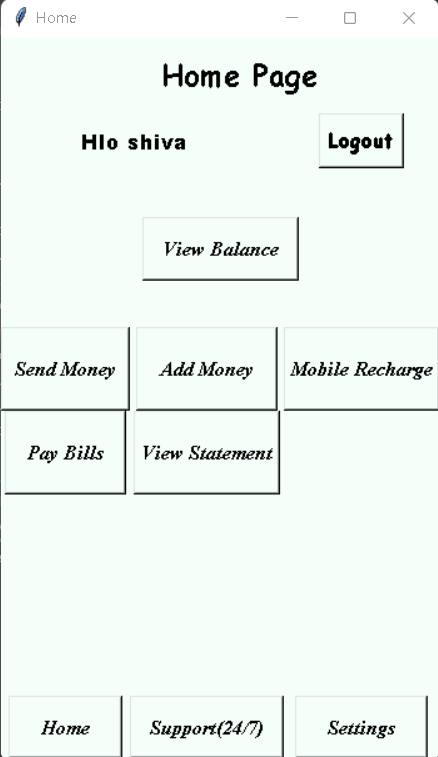 Home
Home Page
Hlo shiva
Logout
View Balance
Send Money Add Money Mobile Recharge
Pay Bills View Statement
Home Support(24/7) Settings